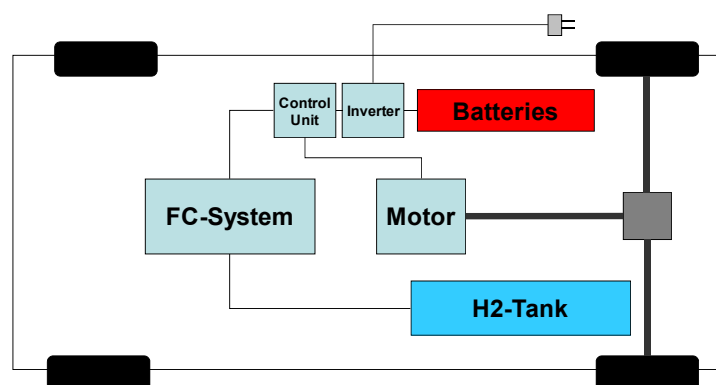 Control
Unit
Inverter
Batteries
FC-System
Motor
H2-Tank